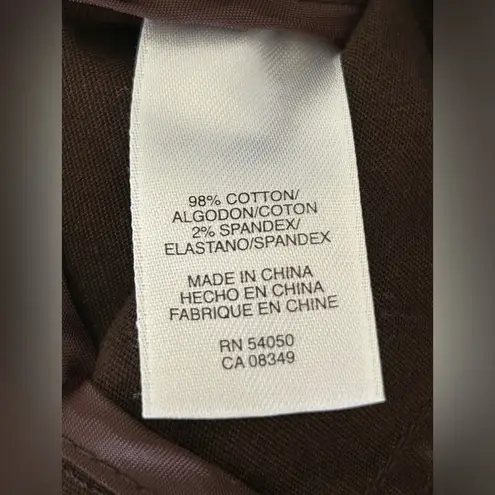 98% COTTON/
ALGODON/COTON
2% SPANDEX/
ELASTANO/SPANDEX
MADE IN CHINA
HECHO EN CHINA
FABRIQUE EN CHINE
RN 54050
CA 08349